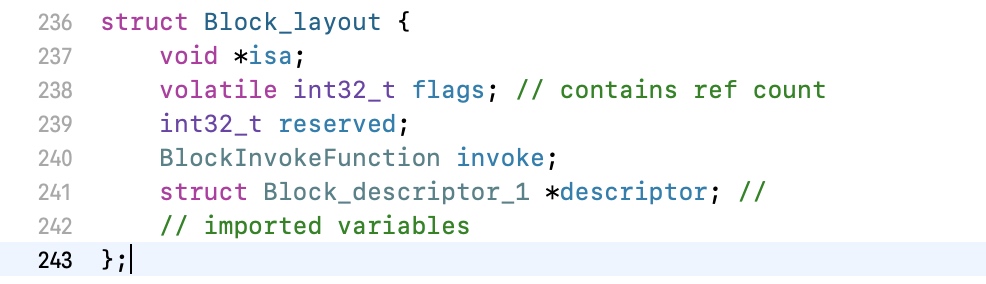 236 struct Block_layout {
237     void *isa;
238     volatile int32_t flags; // contains ref count
239     int32_t reserved;
240     BlockInvokeFunction invoke;
241     struct Block_descriptor_1 *descriptor; //
242     // imported variables
243 };